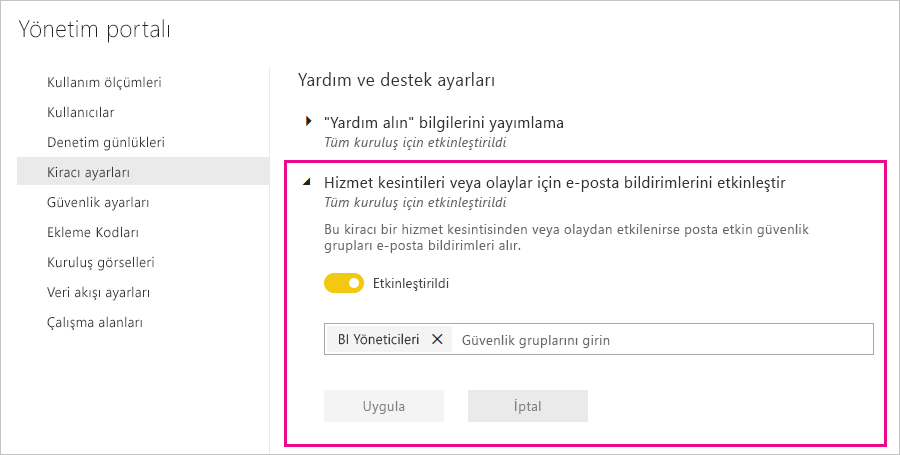 Yönetim portalı
Kullanım ölçümleri
Kullanıcılar
Denetim günlükleri
Kiracı ayarları
Güvenlik ayarları
Ekleme Kodları
Kuruluş görselleri
Veri akışı ayarları
Çalışma alanları
Yardım ve destek ayarları
"Yardım alın" bilgilerini yayımlama
Tüm kuruluş için etkinleştirildi
Hizmet kesintileri veya olaylar için e-posta bildirimlerini etkinleştir
Tüm kuruluş için etkinleştirildi
Bu kiracı bir hizmet kesintisinden veya olaydan etkilenirse posta etkin güvenlik
grupları e-posta bildirimleri alır.
Etkinleştirildi
BI Yöneticileri Güvenlik gruplarını girin
Uygula İptal